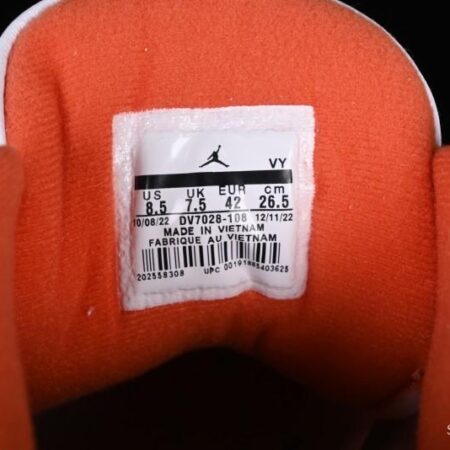 VY
US UK EUR cm
8.5 7.5 42 26.5
10/08/22 DV7028-108 12/11/22
MADE IN VIETNAM
FABRIQUE AU VIETNAM
202558308
UPC